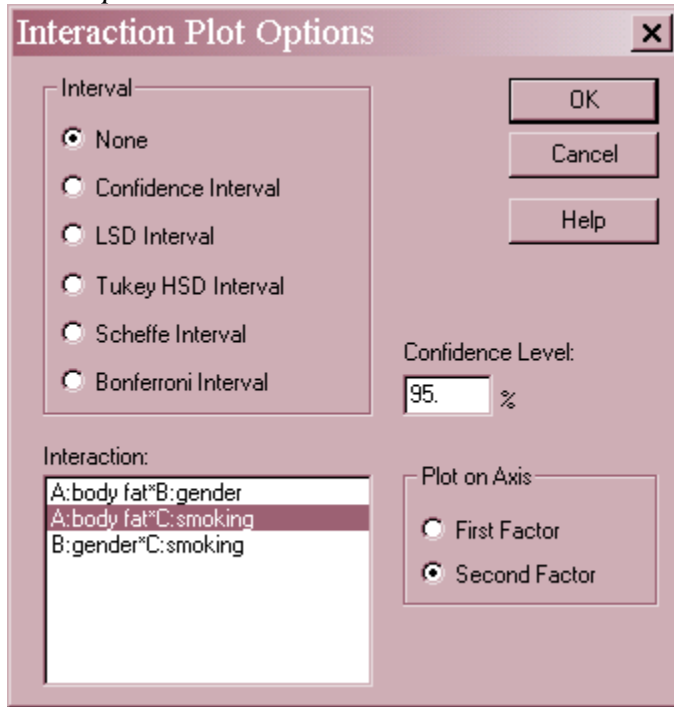 Interaction Plot Options
Interval
None
Confidence Interval
LSD Interval
Tukey HSD Interval
Scheffe Interval
Bonferroni Interval
OK
Cancel
Help
Confidence Level:
95. %
Interaction:
A:body fat*B:gender
A:body fat*C:smoking
B:gender*C:smoking
Plot on Axis
First Factor
Second Factor